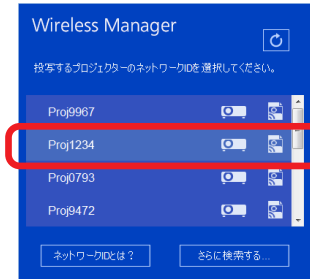 Wireless Manager
投写するプロジェクターのネットワークIDを選択してください。
Proj9967
Proj1234
Proj0793
Proj9472
ネットワークIDとは？
さらに検索する...